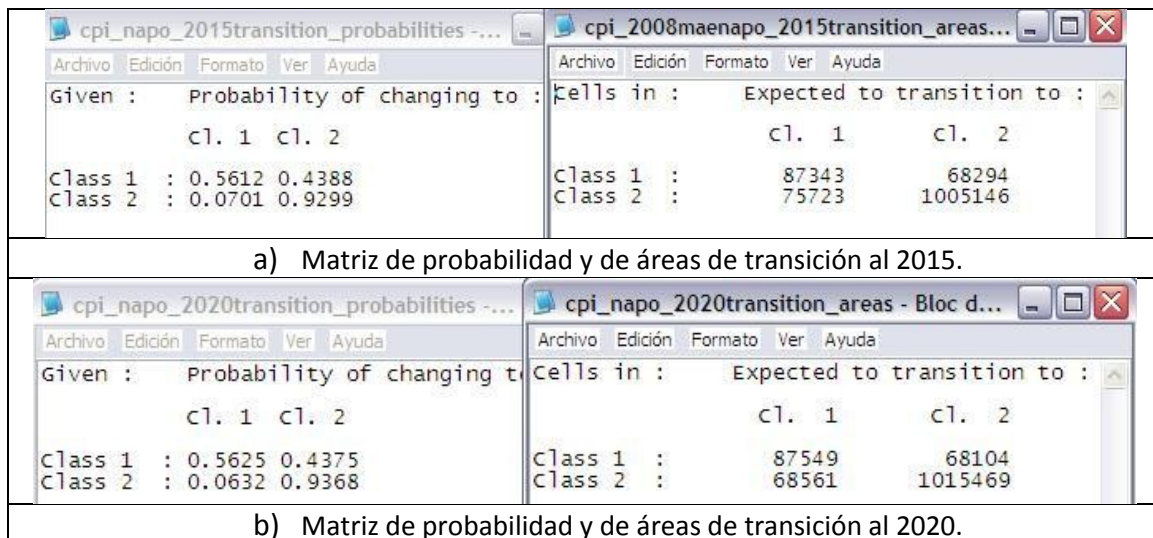 cpi_napo_2015transition_probabilities -...
Archivo Edición Formato Ver Ayuda
Given : Probability of changing to :
Cl. 1 Cl. 2
Class 1 : 0.5612 0.4388
Class 2 : 0.0701 0.9299
cpi_2008maenapo_2015transition_areas...
Archivo Edición Formato Ver Ayuda
Cells in : Expected to transition to :
Cl. 1 Cl. 2
Class 1 : 87343 68294
Class 2 : 75723 1005146
a) Matriz de probabilidad y de áreas de transición al 2015.
cpi_napo_2020transition_probabilities -...
Archivo Edición Formato Ver Ayuda
Given : Probability of changing t
Cl. 1 Cl. 2
Class 1 : 0.5625 0.4375
Class 2 : 0.0632 0.9368
cpi_napo_2020transition_areas - Bloc d...
Archivo Edición Formato Ver Ayuda
Cells in : Expected to transition to :
Cl. 1 Cl. 2
Class 1 : 87549 68104
Class 2 : 68561 1015469
b) Matriz de probabilidad y de áreas de transición al 2020.